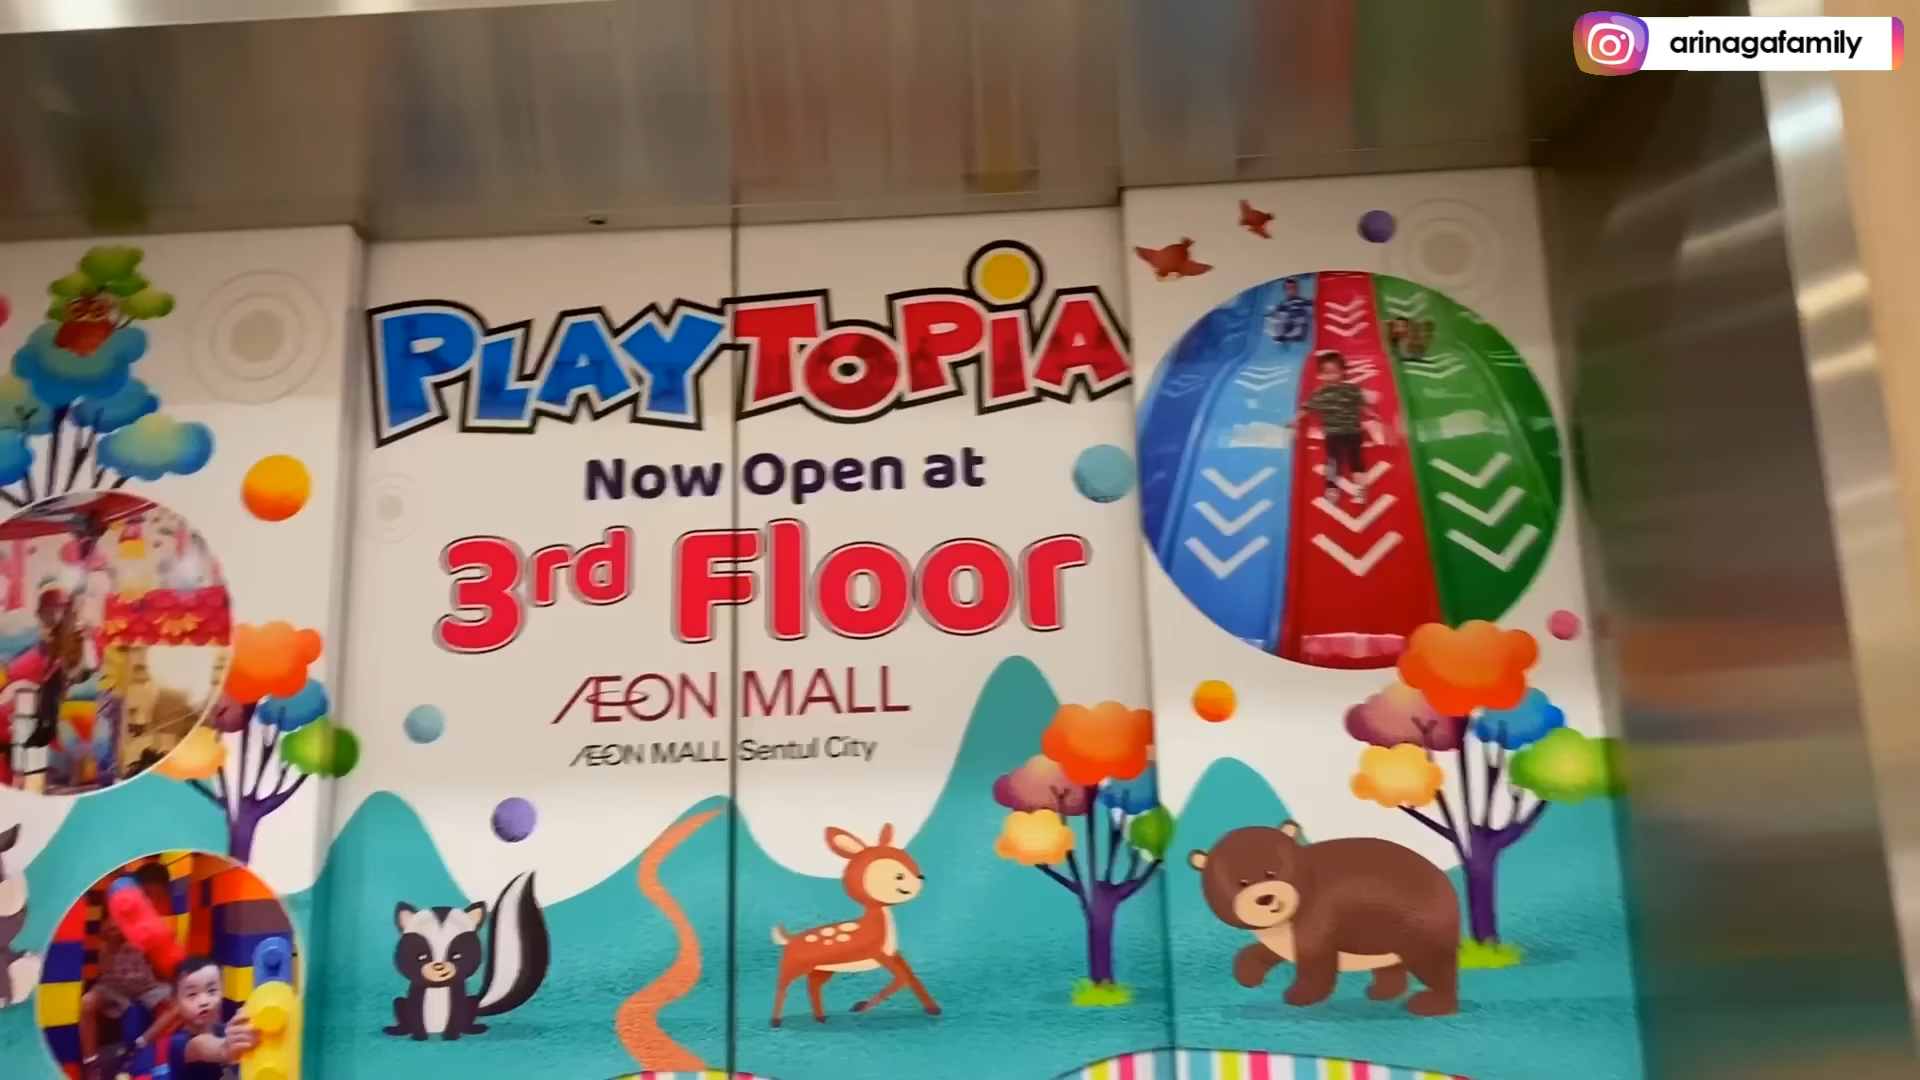 arinagafamily
PLAYTOPiA
Now Open at
3rd Floor
ÆON MALL
ÆON MALL Sentul City